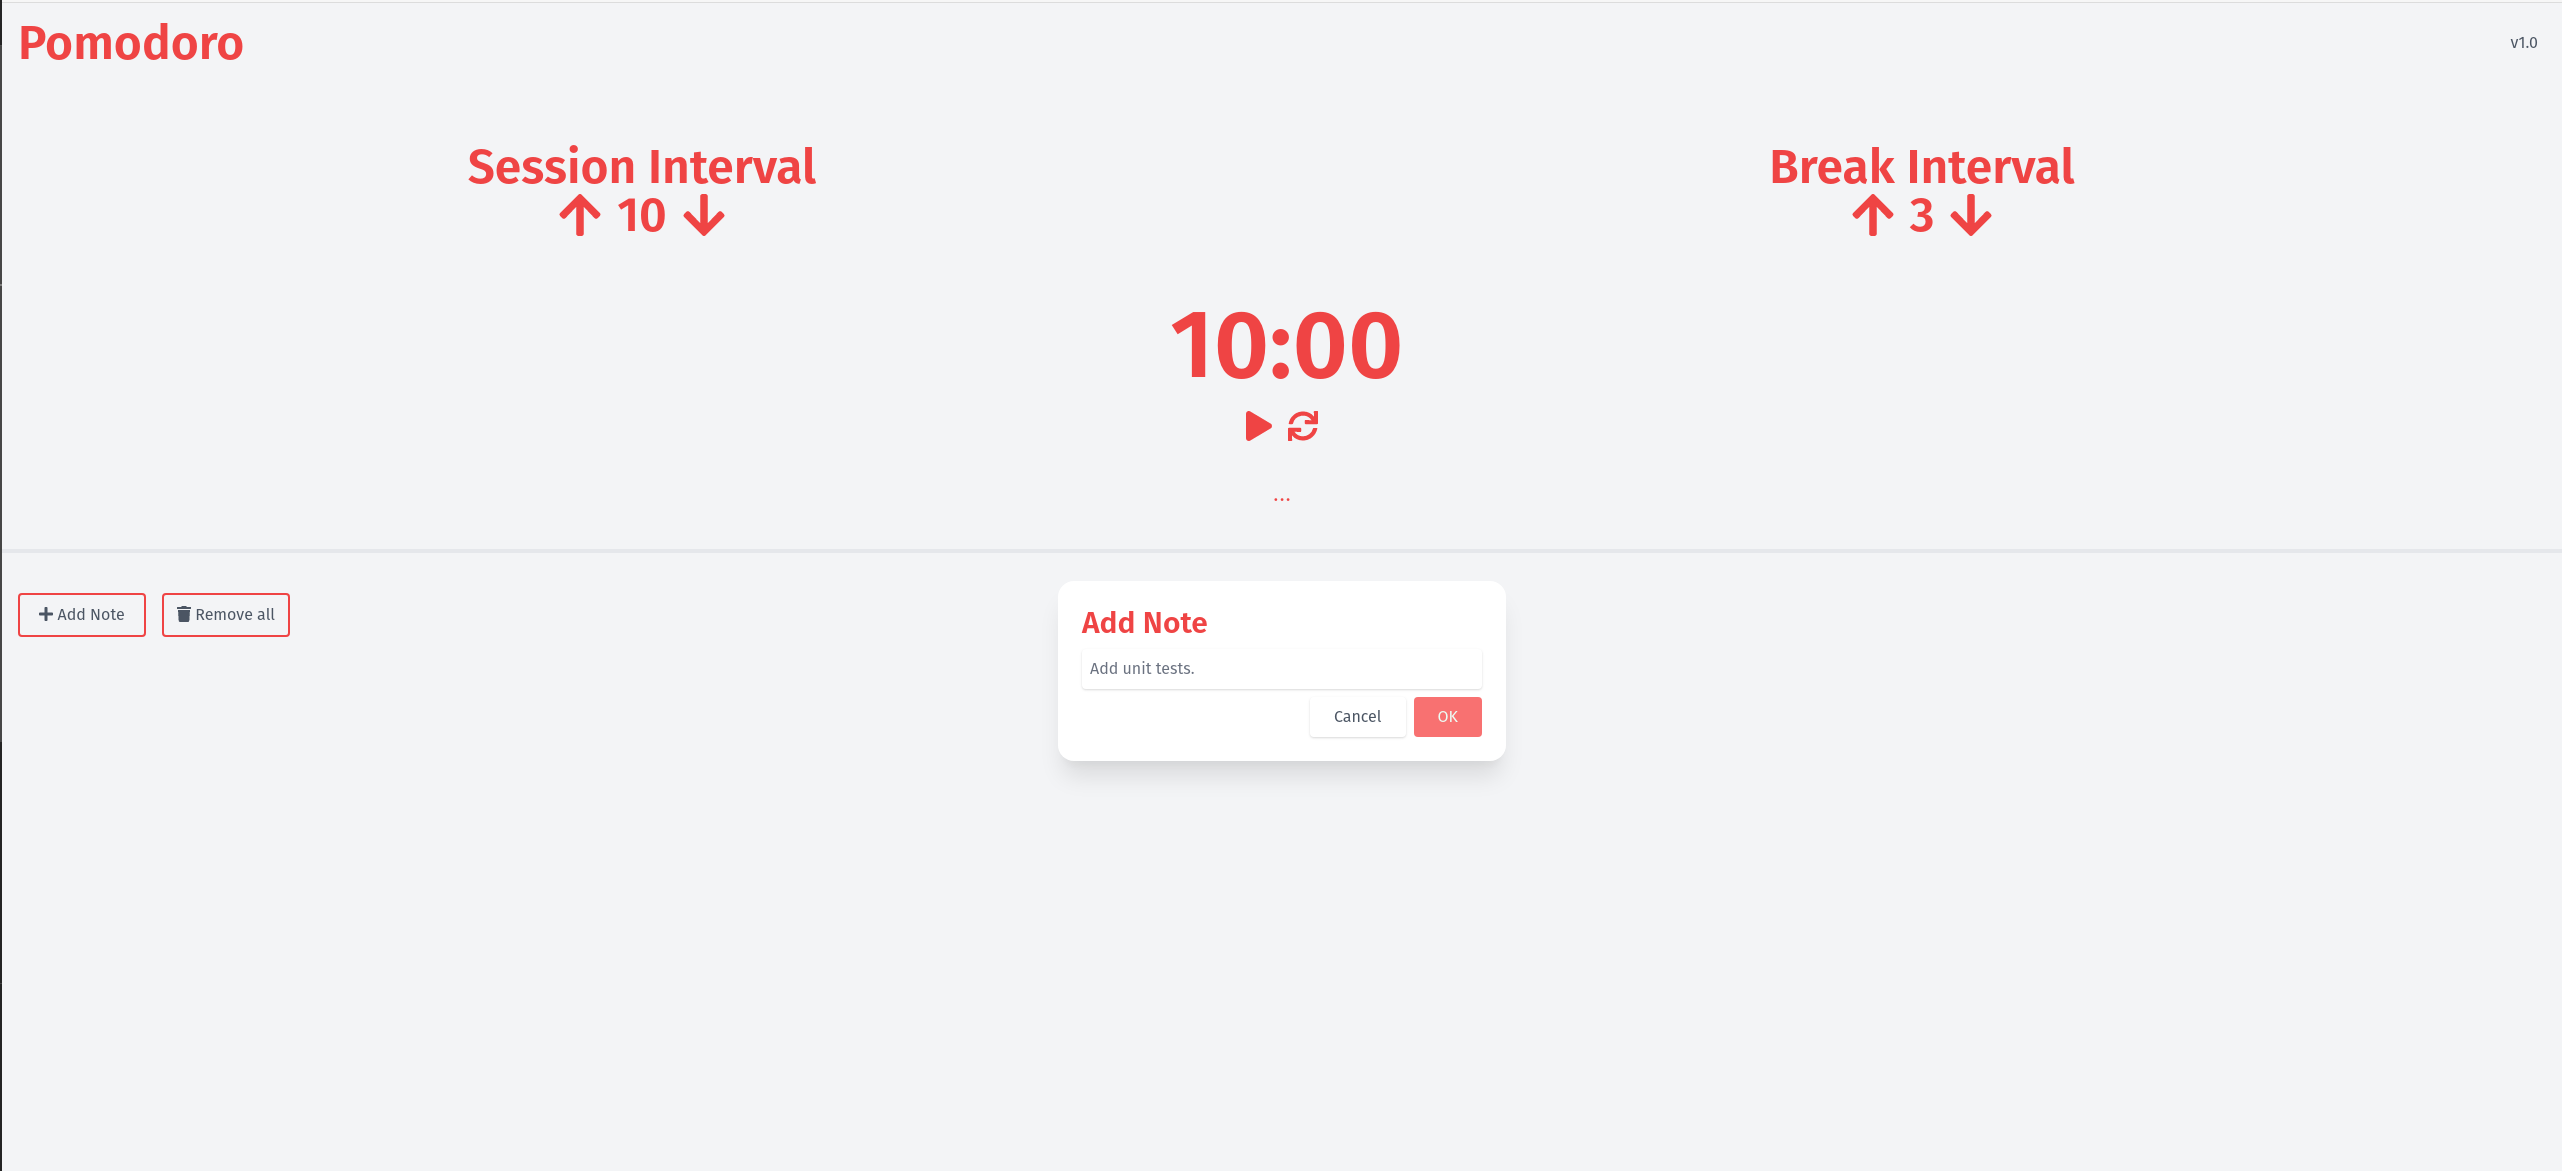 Pomodoro
v1.0
Session Interval
10
Break Interval
3
10:00
...
Add Note
Remove all
Add Note
Add unit tests.
Cancel
OK